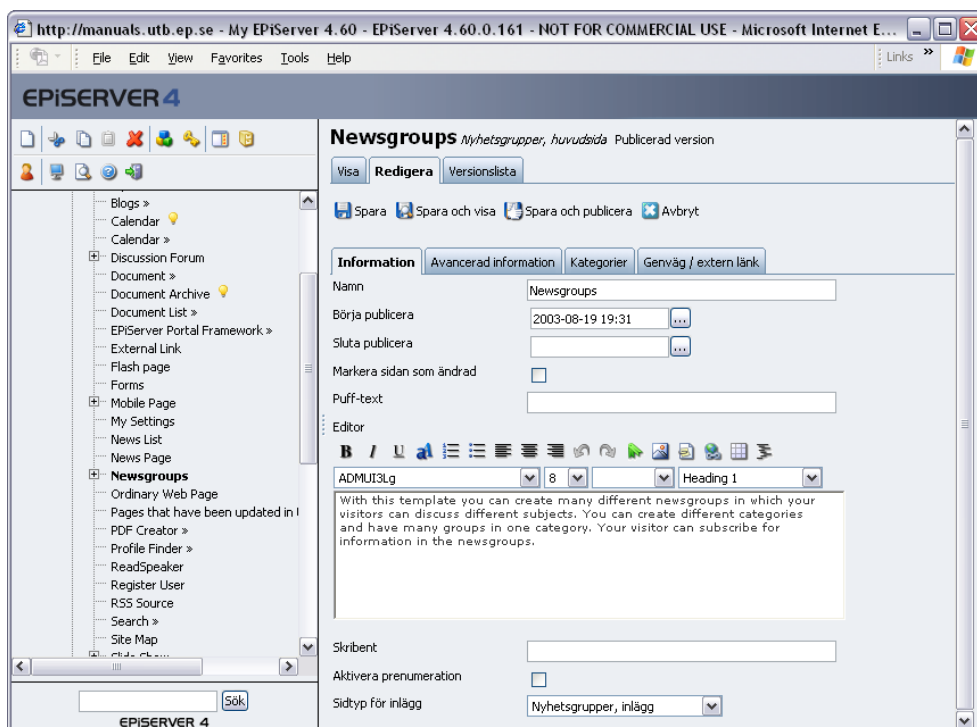 http://manuals.utb.ep.se - My EPiServer 4.60 - EPiServer 4.60.0.161 - NOT FOR COMMERCIAL USE - Microsoft Internet E...
File Edit View Favorites Tools Help Links »
EPiSERVER 4
Newsgroups Nyhetsgrupper, huvudsida Publicerad version
Visa Redigera Versionslista
Spara Spara och visa Spara och publicera Avbryt
Information Avancerad information Kategorier Genväg / extern länk
Namn Newsgroups
Börja publicera 2003-08-19 19:31 ...
Sluta publicera ...
Markera sidan som ändrad
Puff-text
Editor
B I U
ADMUI3Lg 8 Heading 1
With this template you can create many different newsgroups in which your
visitors can discuss different subjects. You can create different categories
and have many groups in one category. Your visitor can subscribe for
information in the newsgroups.
Skribent
Aktivera prenumeration
Sidtyp för inlägg Nyhetsgrupper, inlägg
Blogs »
Calendar
Calendar »
Discussion Forum
Document »
Document Archive
Document List »
EPiServer Portal Framework »
External Link
Flash page
Forms
Mobile Page
My Settings
News List
News Page
Newsgroups
Ordinary Web Page
Pages that have been updated in
PDF Creator »
Profile Finder »
ReadSpeaker
Register User
RSS Source
Search »
Site Map
Slide Show
Sök
EPiSERVER 4